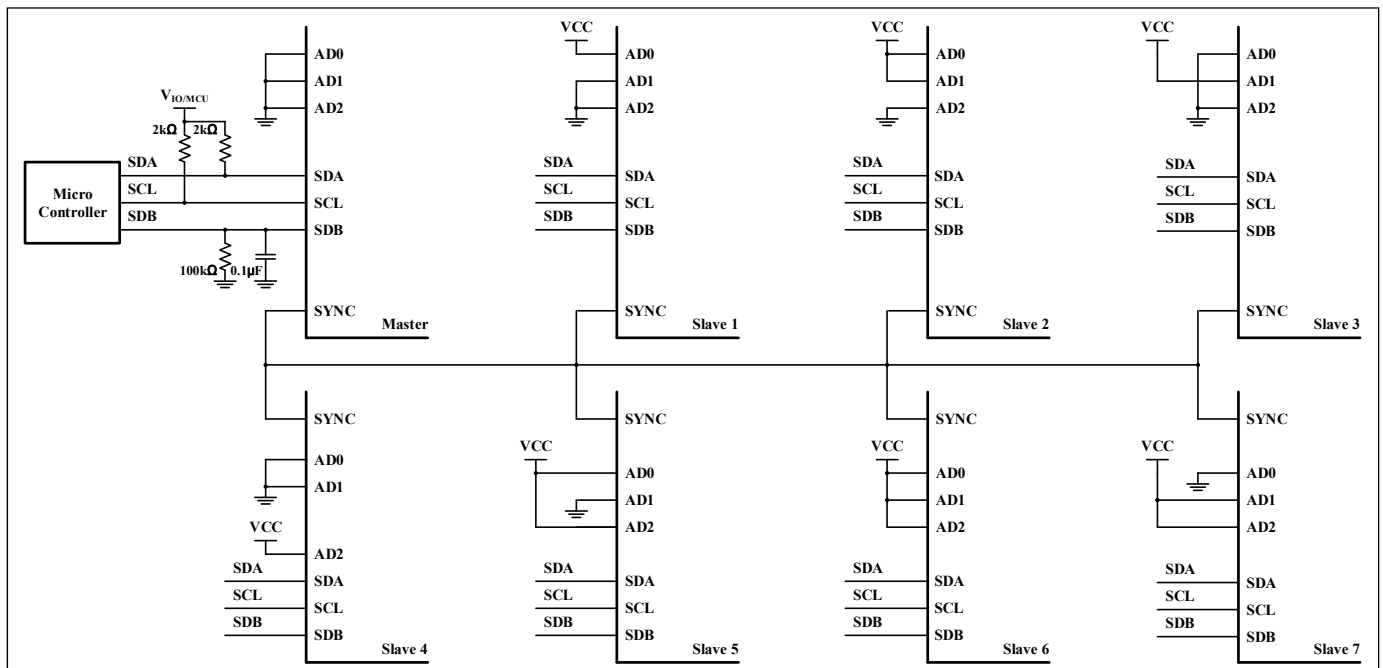 AD0
AD1
AD2
V_IO/MCU
2kΩ 2kΩ
Micro
Controller
SDA
SCL
SDB
SDA
SCL
SDB
100kΩ 0.1μF
SYNC
Master
VCC
AD0
AD1
AD2
SDA
SCL
SDB
SDA
SCL
SDB
SYNC
Slave 1
VCC
AD0
AD1
AD2
SDA
SCL
SDB
SDA
SCL
SDB
SYNC
Slave 2
VCC
AD0
AD1
AD2
SDA
SCL
SDB
SDA
SCL
SDB
SYNC
Slave 3
SYNC
AD0
AD1
VCC
AD2
SDA
SCL
SDB
SDA
SCL
SDB
Slave 4
SYNC
VCC
AD0
AD1
AD2
SDA
SCL
SDB
SDA
SCL
SDB
Slave 5
SYNC
VCC
AD0
AD1
AD2
SDA
SCL
SDB
SDA
SCL
SDB
Slave 6
SYNC
VCC
AD0
AD1
AD2
SDA
SCL
SDB
SDA
SCL
SDB
Slave 7